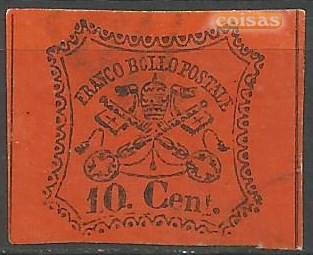 coisas
FRANCO BOLLO POSTALE
10. Cent.